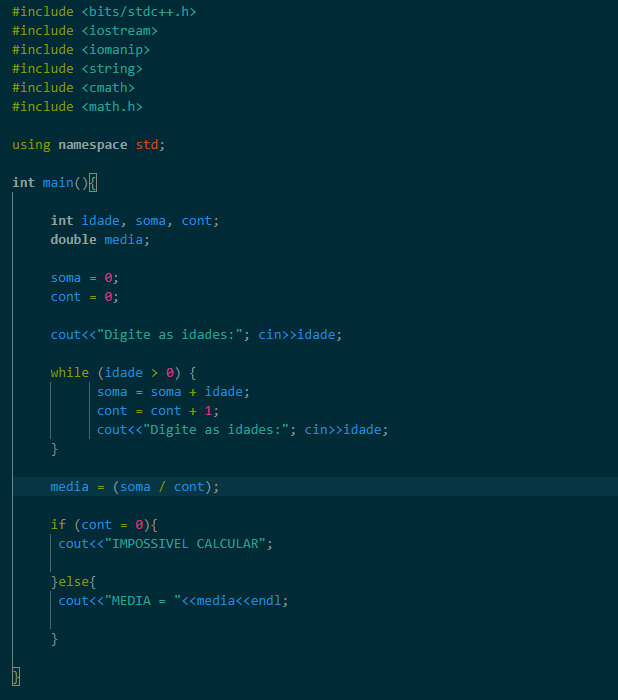 #include <bits/stdc++.h>
#include <iostream>
#include <iomanip>
#include <string>
#include <cmath>
#include <math.h>
using namespace std;
int main(){
int idade, soma, cont;
double media;
soma = 0;
cont = 0;
cout<<"Digite as idades:"; cin>>idade;
while (idade > 0) {
soma = soma + idade;
cont = cont + 1;
cout<<"Digite as idades:"; cin>>idade;
}
media = (soma / cont);
if (cont = 0){
cout<<"IMPOSSIVEL CALCULAR";
}else{
cout<<"MEDIA = "<<media<<endl;
}
}